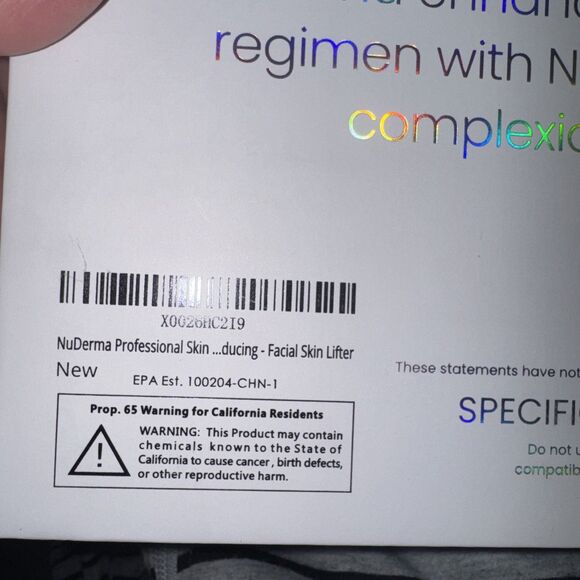 enhan
regimen with N
complexic
X0026HC2I9
NuDerma Professional Skin ...ducing - Facial Skin Lifter
New
EPA Est. 100204-CHN-1
These statements have not
Prop. 65 Warning for California Residents
WARNING: This Product may contain
chemicals known to the State of
California to cause cancer, birth defects,
or other reproductive harm.
SPECIFI
Do not u
compatib